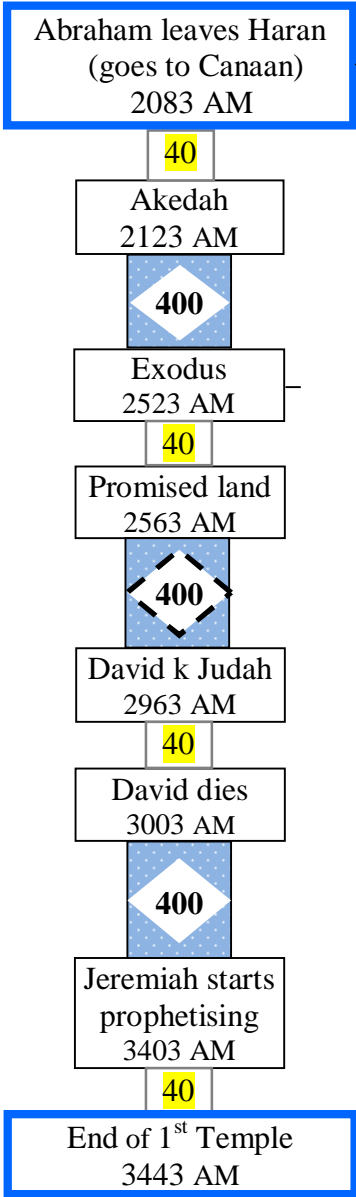 Abraham leaves Haran
(goes to Canaan)
2083 AM
40
Akedah
2123 AM
400
Exodus
2523 AM
40
Promised land
2563 AM
400
David k Judah
2963 AM
40
David dies
3003 AM
400
Jeremiah starts
prophetising
3403 AM
40
End of 1st Temple
3443 AM